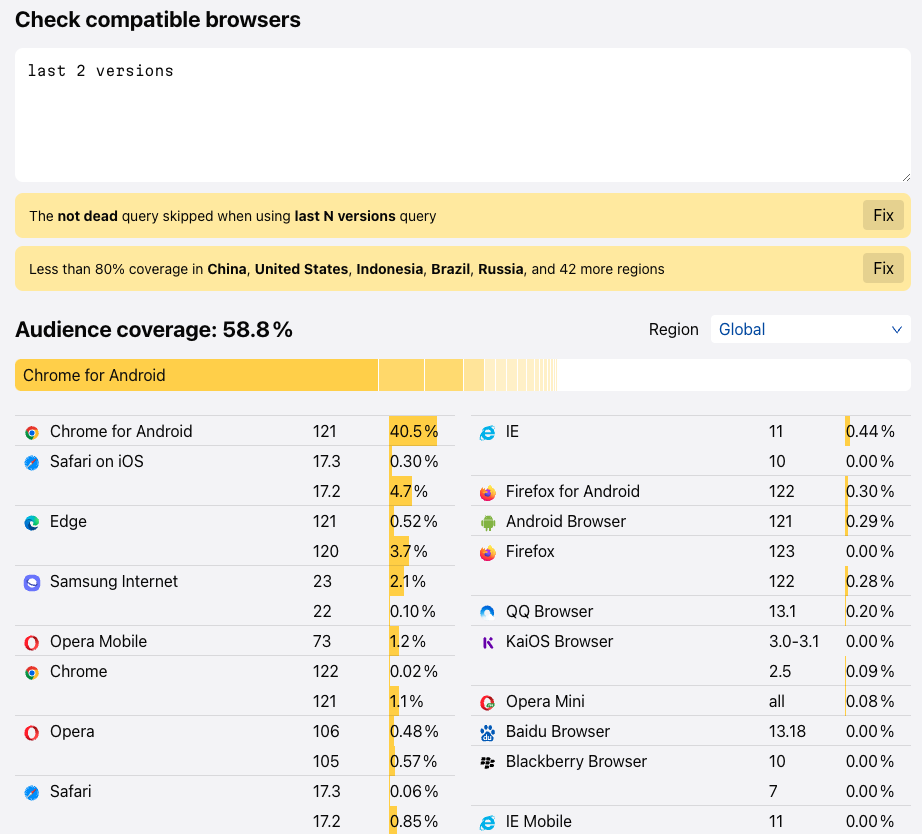 Check compatible browsers
last 2 versions
The not dead query skipped when using last N versions query
Fix
Less than 80% coverage in China, United States, Indonesia, Brazil, Russia, and 42 more regions
Fix
Audience coverage: 58.8%
Region
Global
Chrome for Android
Chrome for Android 121 40.5%
Safari on iOS 17.3 0.30%
17.2 4.7%
Edge 121 0.52%
120 3.7%
Samsung Internet 23 2.1%
22 0.10%
Opera Mobile 73 1.2%
Chrome 122 0.02%
121 1.1%
Opera 106 0.48%
105 0.57%
Safari 17.3 0.06%
17.2 0.85%
IE 11 0.44%
10 0.00%
Firefox for Android 122 0.30%
Android Browser 121 0.29%
Firefox 123 0.00%
122 0.28%
QQ Browser 13.1 0.20%
KaiOS Browser 3.0-3.1 0.00%
2.5 0.09%
Opera Mini all 0.08%
Baidu Browser 13.18 0.00%
Blackberry Browser 10 0.00%
7 0.00%
IE Mobile 11 0.00%